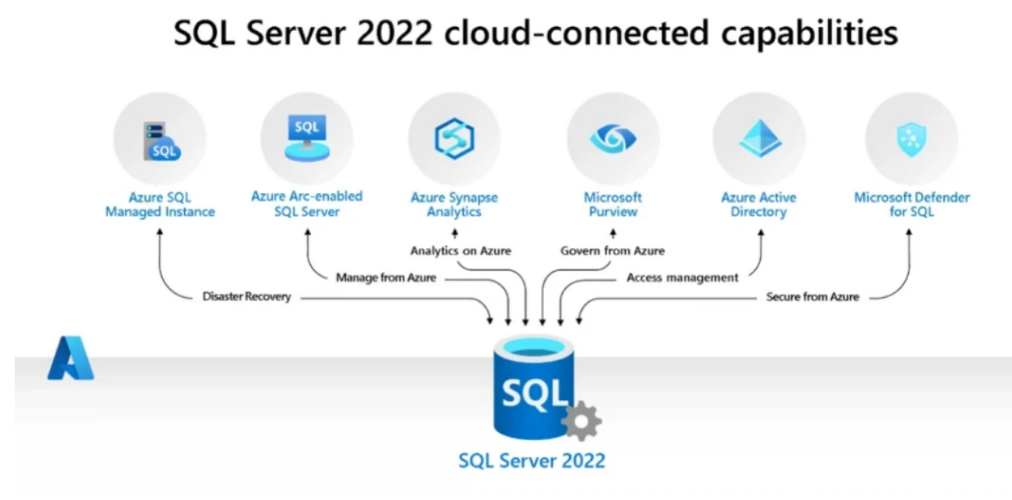 SQL Server 2022 cloud-connected capabilities
SQL
SQL
Azure SQL
Managed Instance
Azure Arc-enabled
SQL Server
Azure Synapse
Analytics
Microsoft
Purview
Azure Active
Directory
Microsoft Defender
for SQL
Analytics on Azure
Govern from Azure
Manage from Azure
Access management
Disaster Recovery
Secure from Azure
SQL
SQL Server 2022